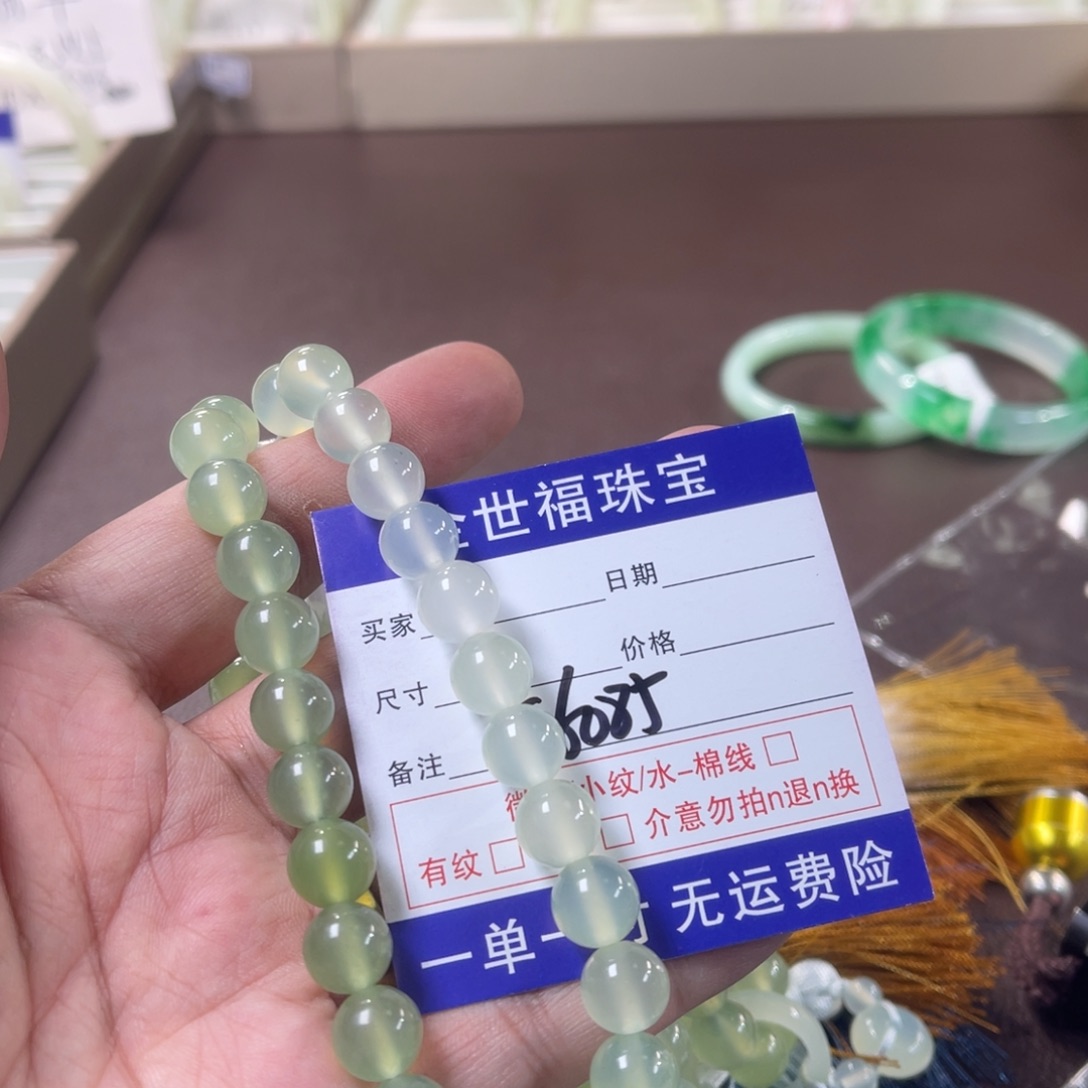 世福珠宝
日期
买家
价格
尺寸
备注
小纹/水-棉线
有纹
介意勿拍n退n换
一单一 无运费险